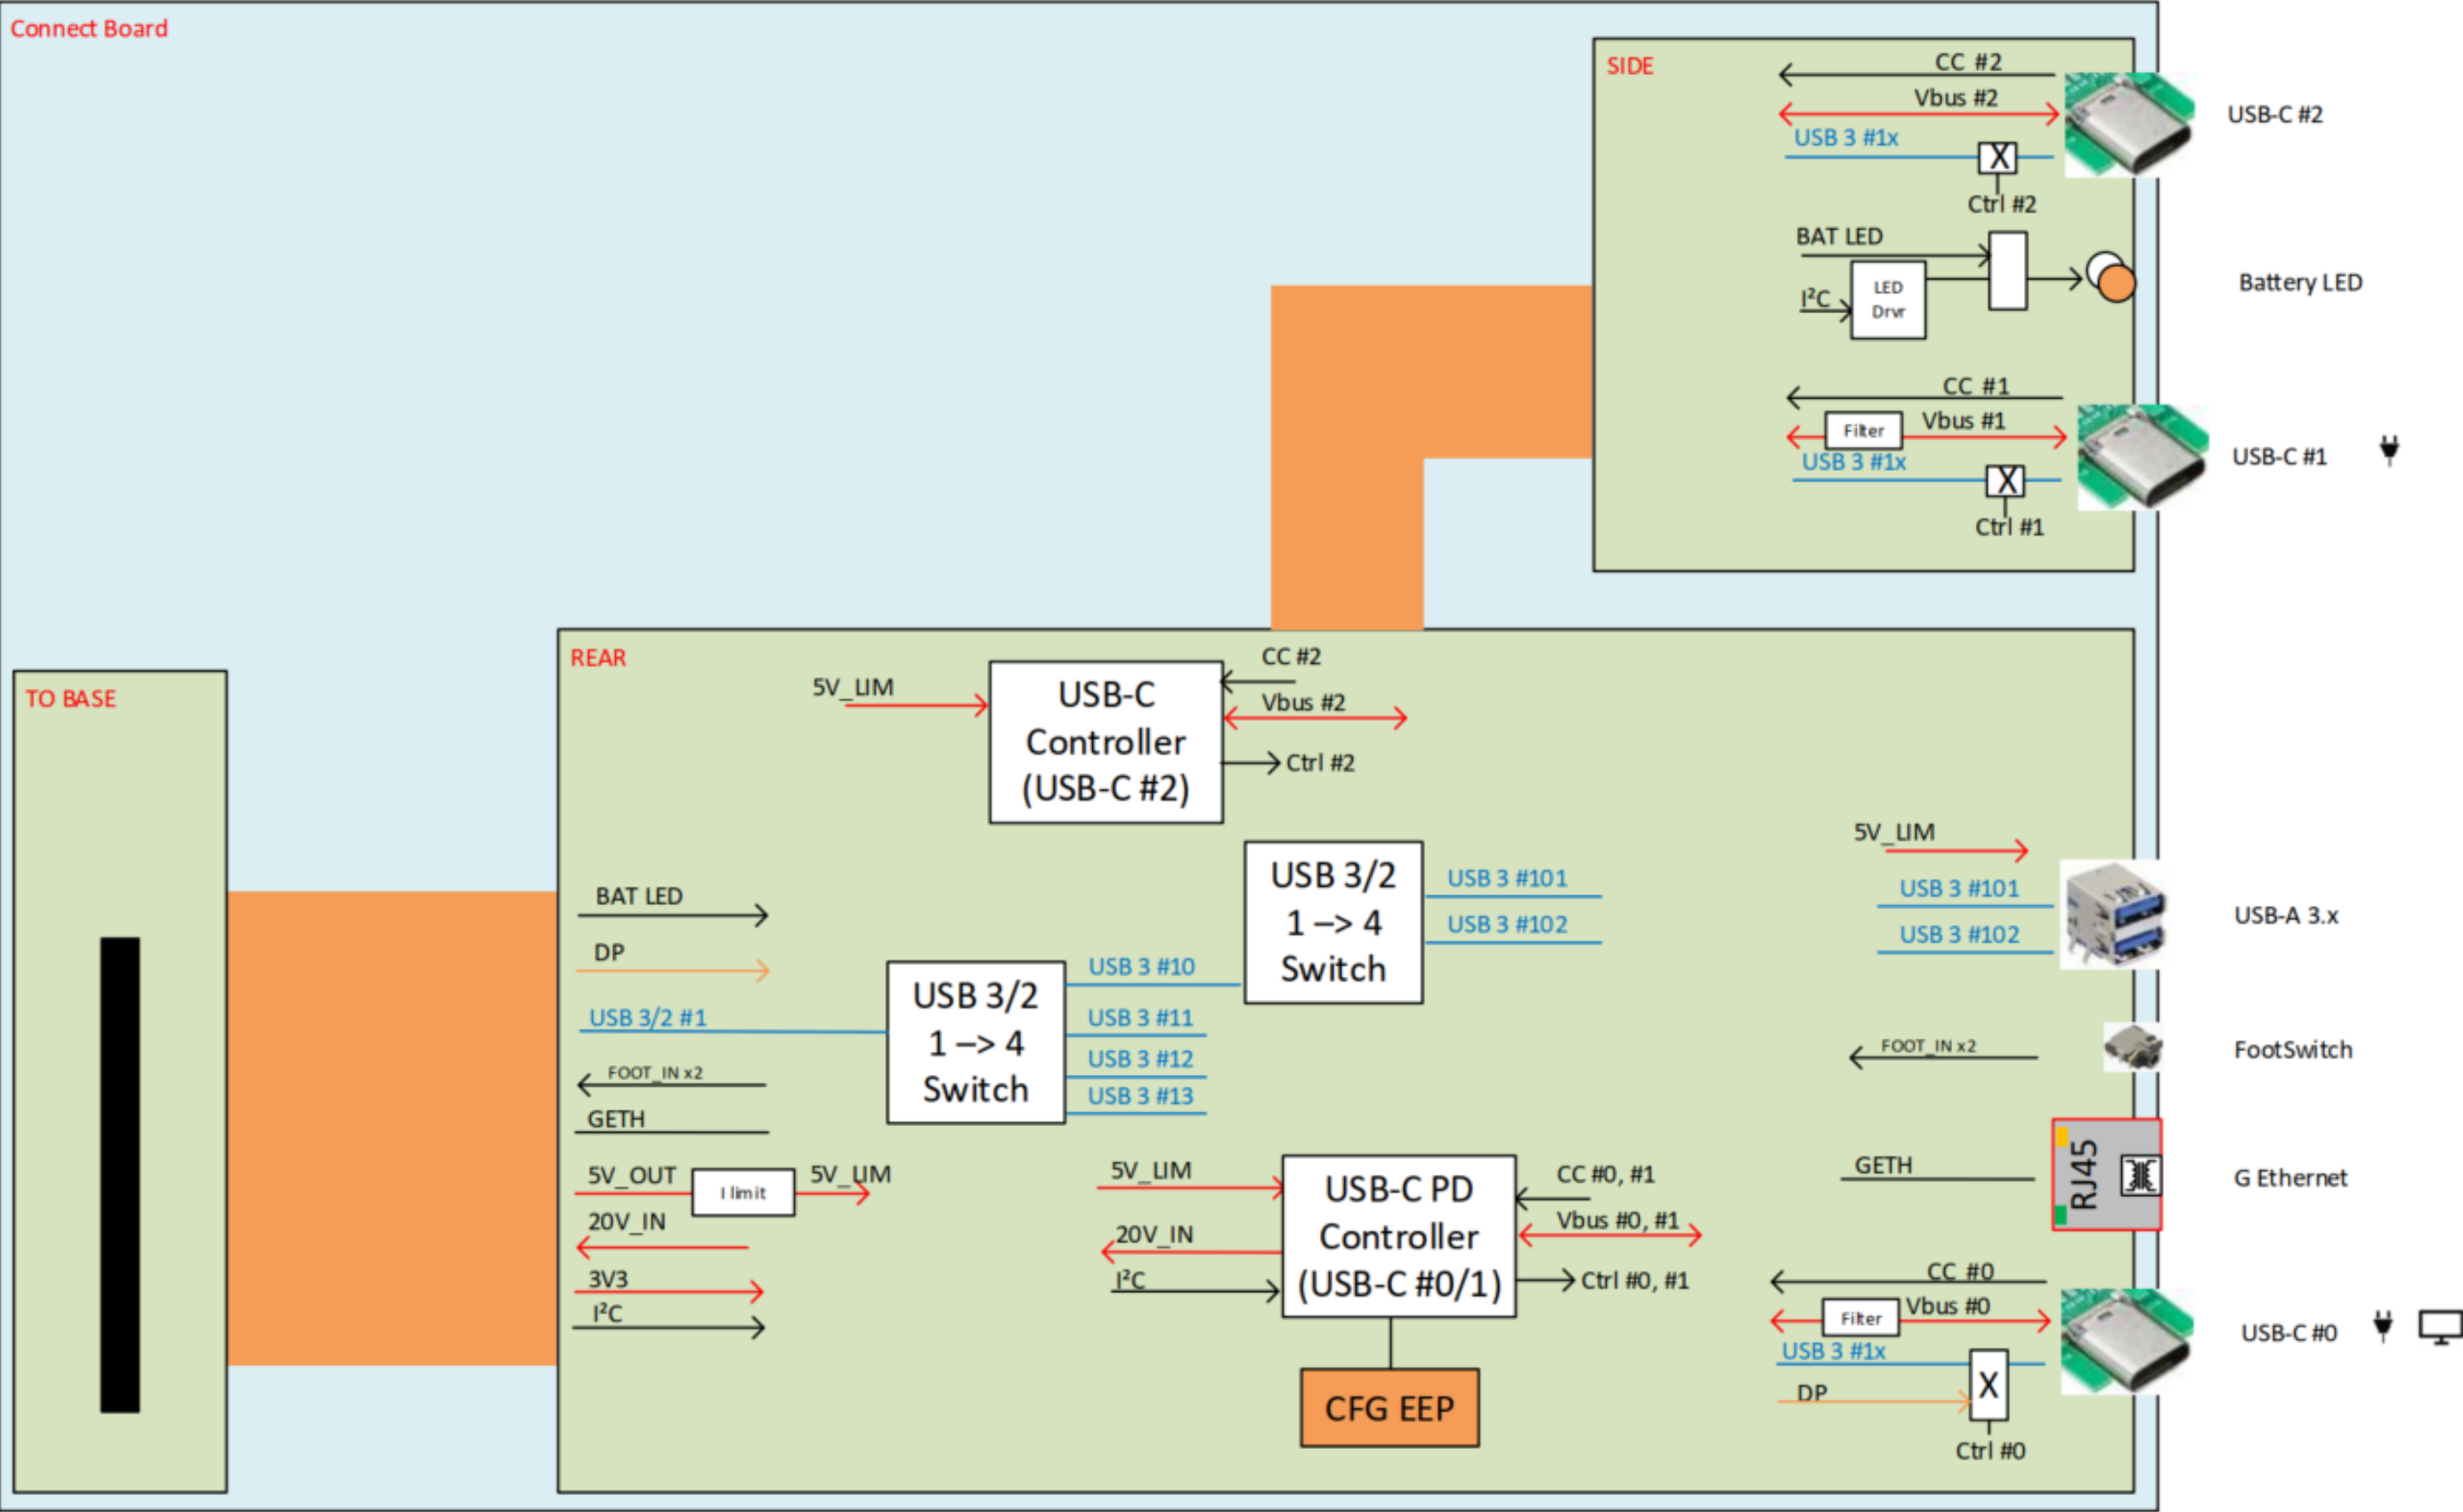 Connect Board
SIDE
CC #2
Vbus #2
USB 3 #1x
X
Ctrl #2
USB-C #2
BAT LED
LED
Drvr
I²C
Battery LED
CC #1
Filter
Vbus #1
USB 3 #1x
X
Ctrl #1
USB-C #1
TO BASE
REAR
5V_LIM
USB-C
Controller
(USB-C #2)
CC #2
Vbus #2
Ctrl #2
USB 3/2
1 –> 4
Switch
USB 3 #101
USB 3 #102
5V_LIM
USB 3 #101
USB 3 #102
USB-A 3.x
BAT LED
DP
USB 3/2 #1
USB 3/2
1 –> 4
Switch
USB 3 #10
USB 3 #11
USB 3 #12
USB 3 #13
FOOT_IN x2
GETH
FOOT_IN x2
FootSwitch
5V_OUT
I limit
5V_LIM
20V_IN
3V3
I²C
5V_LIM
20V_IN
I²C
USB-C PD
Controller
(USB-C #0/1)
CC #0, #1
Vbus #0, #1
Ctrl #0, #1
CFG EEP
GETH
RJ45
G Ethernet
CC #0
Filter
Vbus #0
USB 3 #1x
DP
X
Ctrl #0
USB-C #0